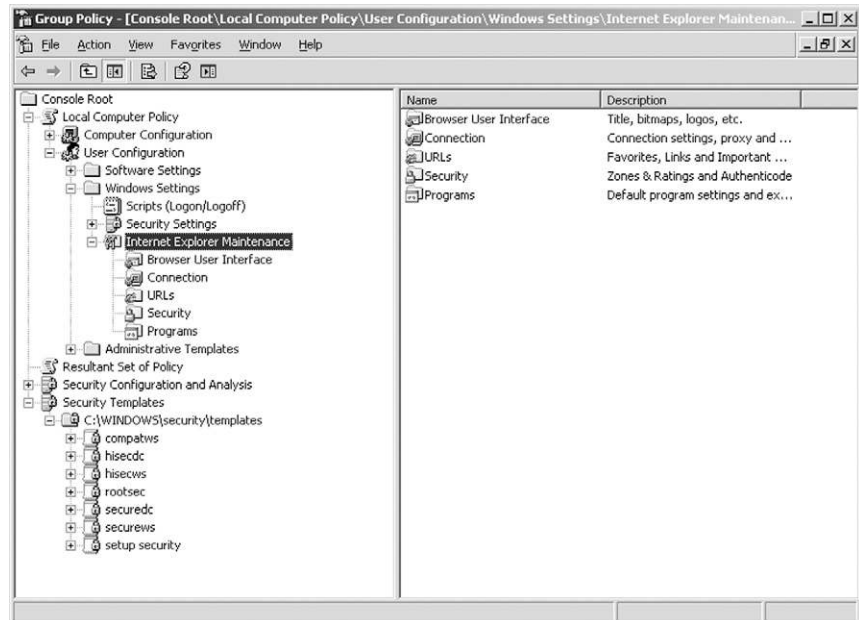 Group Policy - [Console Root\Local Computer Policy\User Configuration\Windows Settings\Internet Explorer Maintenan...
File Action View Favorites Window Help
Console Root
Local Computer Policy
Computer Configuration
User Configuration
Software Settings
Windows Settings
Scripts (Logon/Logoff)
Security Settings
Internet Explorer Maintenance
Browser User Interface
Connection
URLs
Security
Programs
Administrative Templates
Resultant Set of Policy
Security Configuration and Analysis
Security Templates
C:\WINDOWS\security\templates
compatws
hisecdc
hisecws
rootsec
securedc
securews
setup security
Name Description
Browser User Interface Title, bitmaps, logos, etc.
Connection Connection settings, proxy and ...
URLs Favorites, Links and Important ...
Security Zones & Ratings and Authenticode
Programs Default program settings and ex...